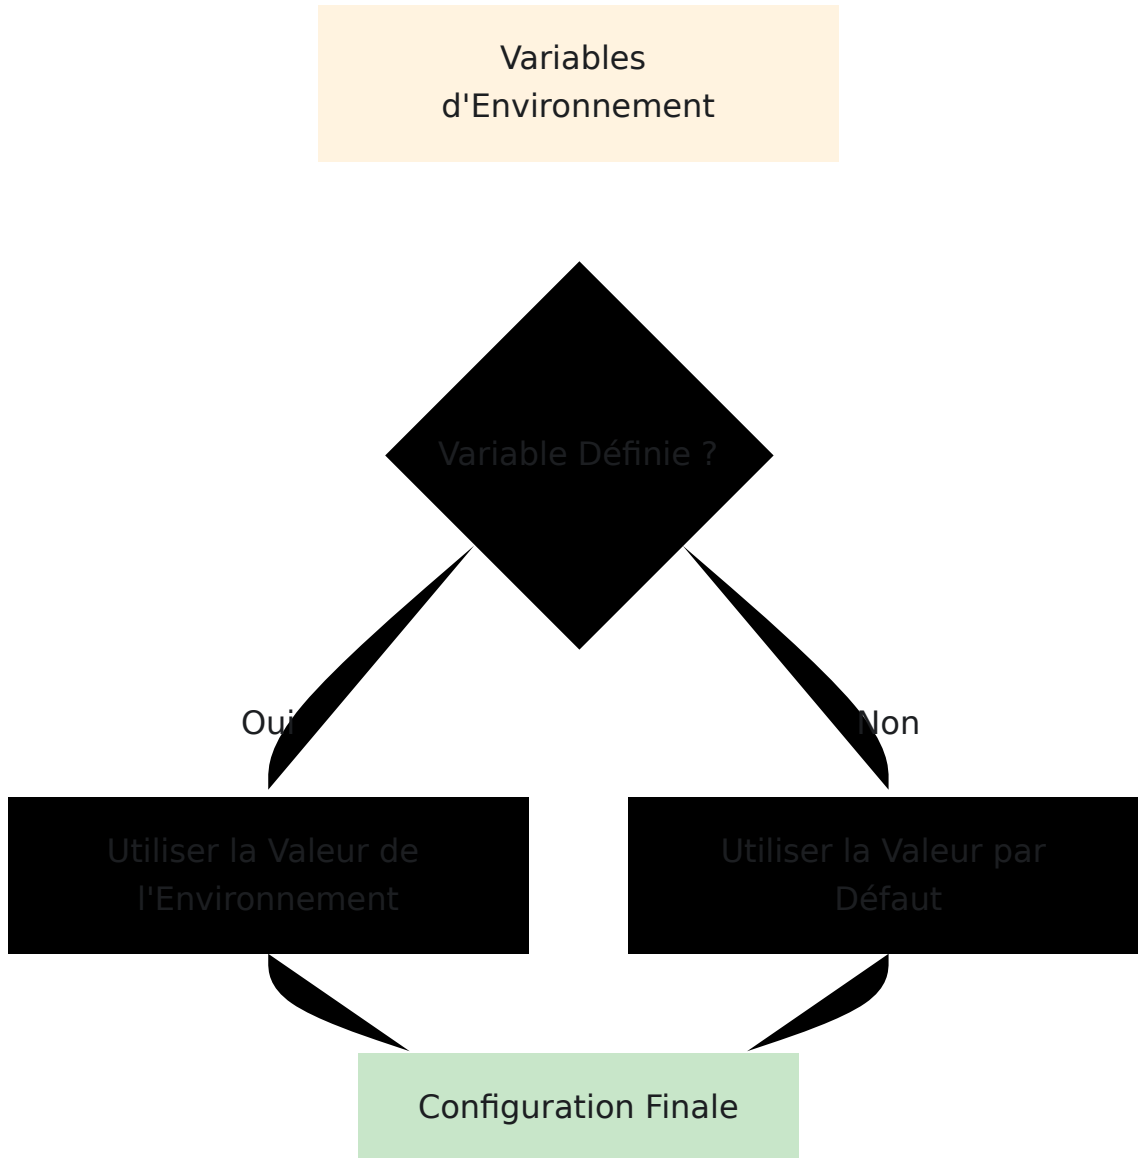 Variables
d'Environnement
Variable Définie ?
Oui
Non
Utiliser la Valeur de
l'Environnement
Utiliser la Valeur par
Défaut
Configuration Finale